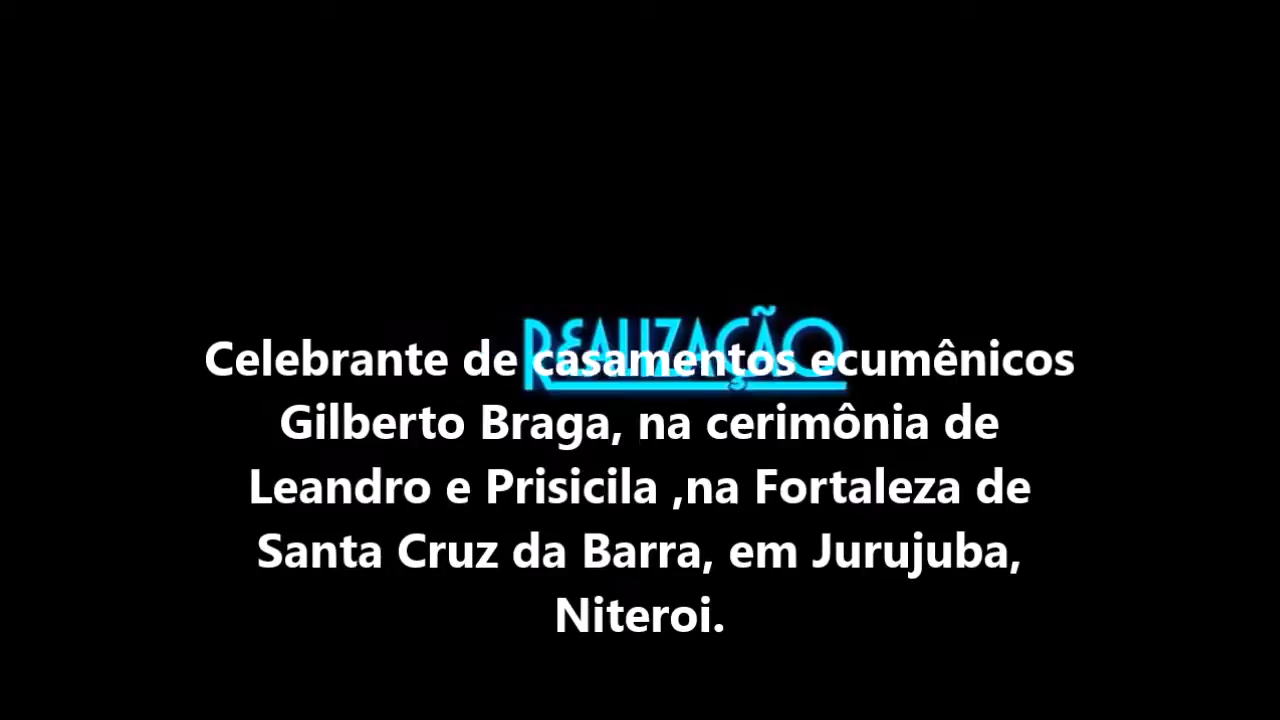 REALIZAÇÃO
Celebrante de casamentos ecumênicos
Gilberto Braga, na cerimônia de
Leandro e Prisicila ,na Fortaleza de
Santa Cruz da Barra, em Jurujuba,
Niteroi.